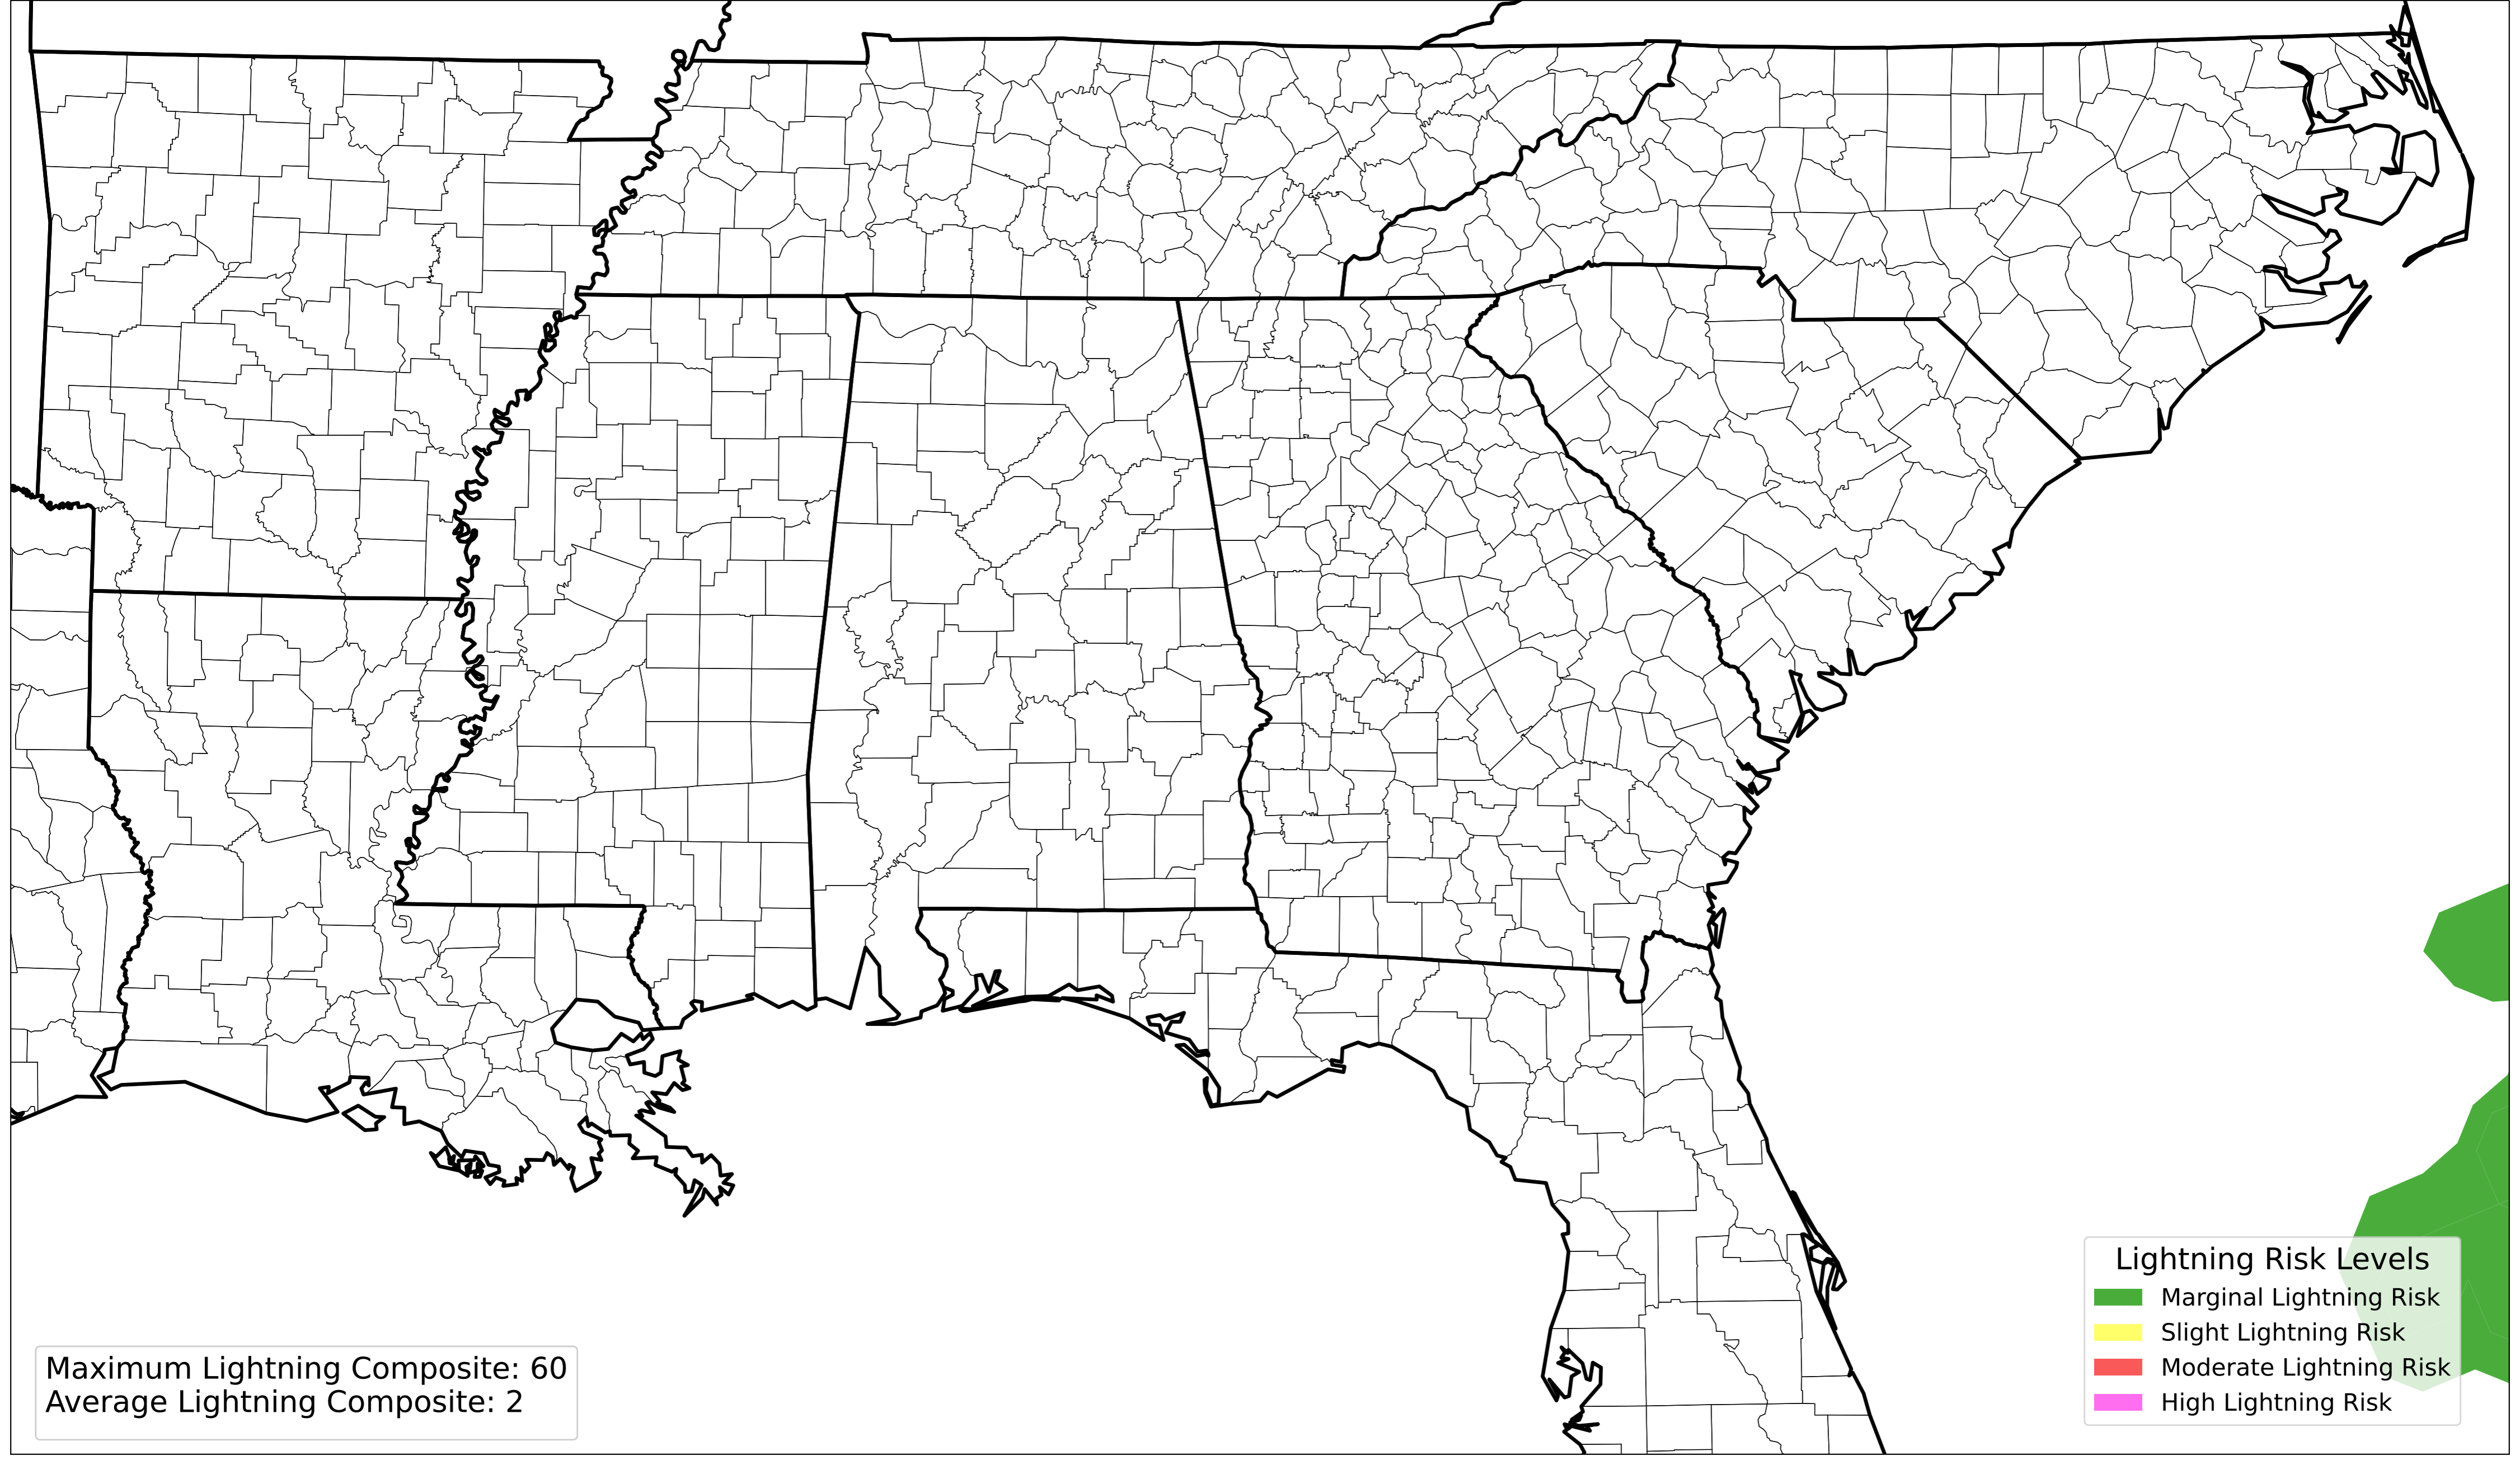 Lightning Risk Levels
Marginal Lightning Risk
Slight Lightning Risk
Moderate Lightning Risk
High Lightning Risk
Maximum Lightning Composite: 60
Average Lightning Composite: 2